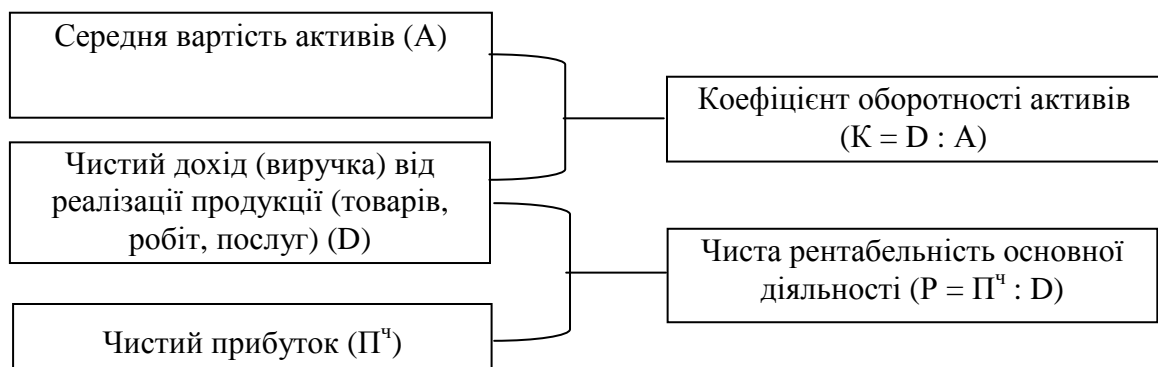 Середня вартість активів (А)
Чистий дохід (виручка) від
реалізації продукції (товарів,
робіт, послуг) (D)
Чистий прибуток (Пᶜʰ)
Коефіцієнт оборотності активів
(К = D : А)
Чиста рентабельність основної
діяльності (Р = Пч : D)